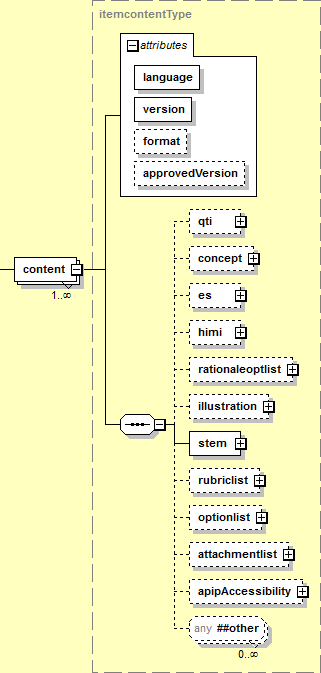 itemcontentType
attributes
language
version
format
approvedVersion
content
1..∞
qti
concept
es
himi
rationaleoptlist
illustration
stem
rubriclist
optionlist
attachmentlist
apipAccessibility
any ##other
0..∞